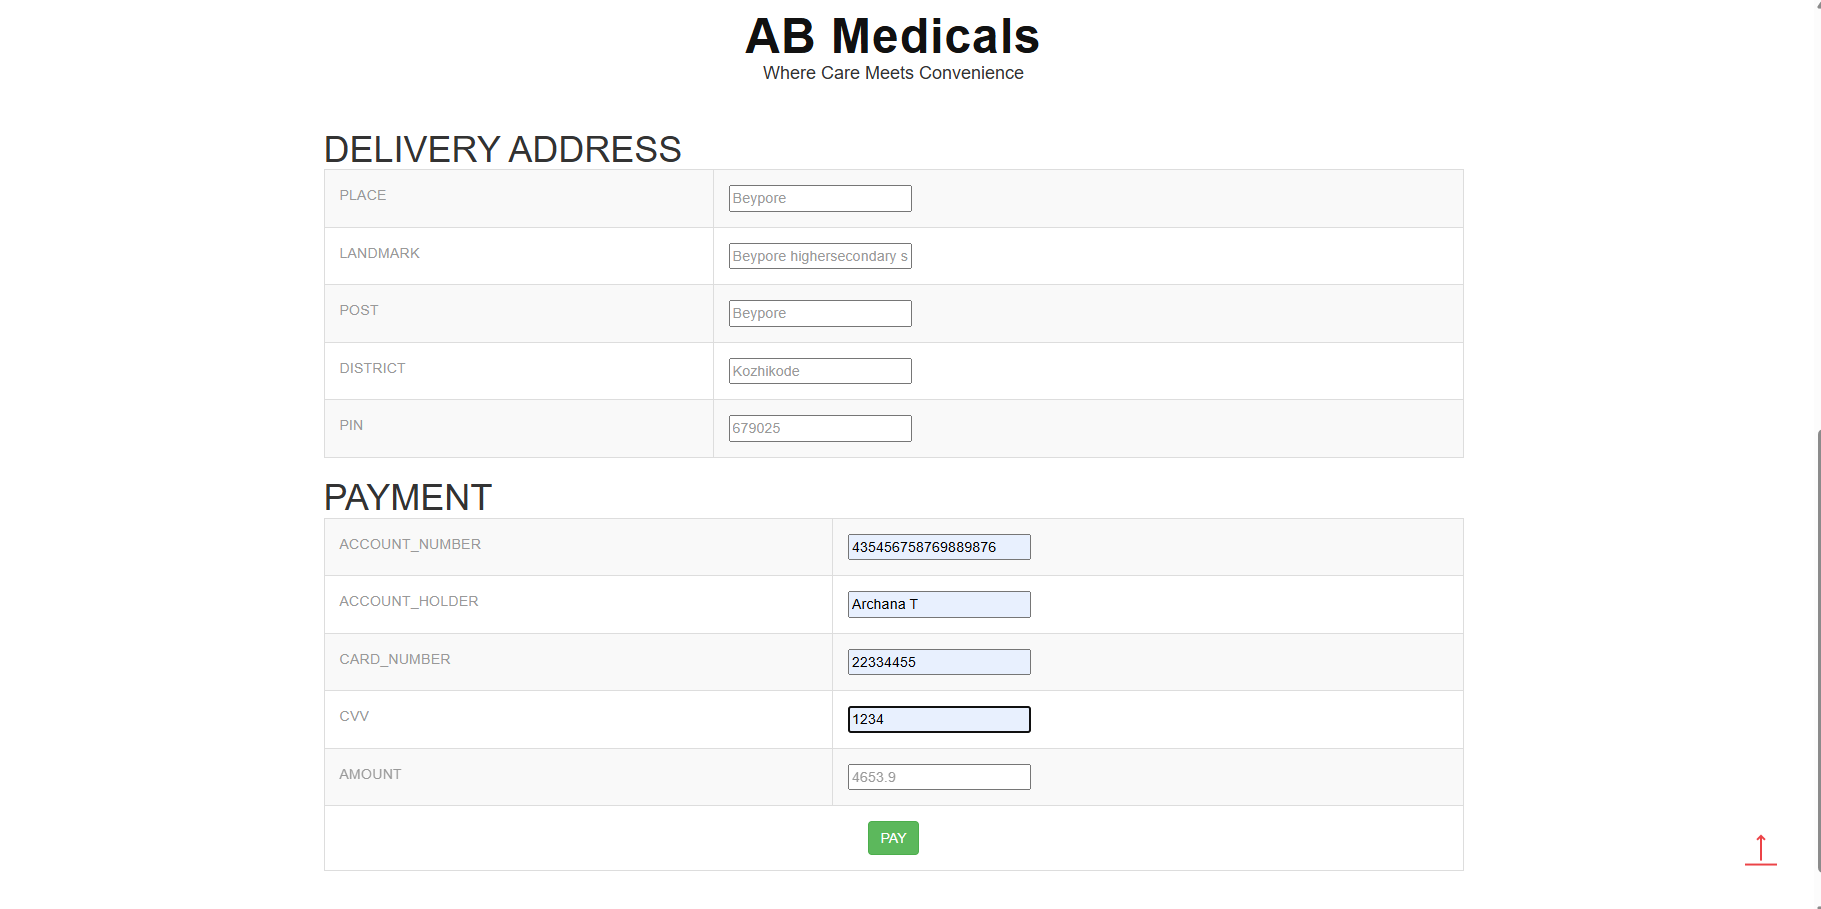 AB Medicals
Where Care Meets Convenience
DELIVERY ADDRESS
PLACE Beypore
LANDMARK Beypore highersecondary s
POST Beypore
DISTRICT Kozhikode
PIN 679025
PAYMENT
ACCOUNT_NUMBER 435456758769889876
ACCOUNT_HOLDER Archana T
CARD_NUMBER 22334455
CVV 1234
AMOUNT 4653.9
PAY